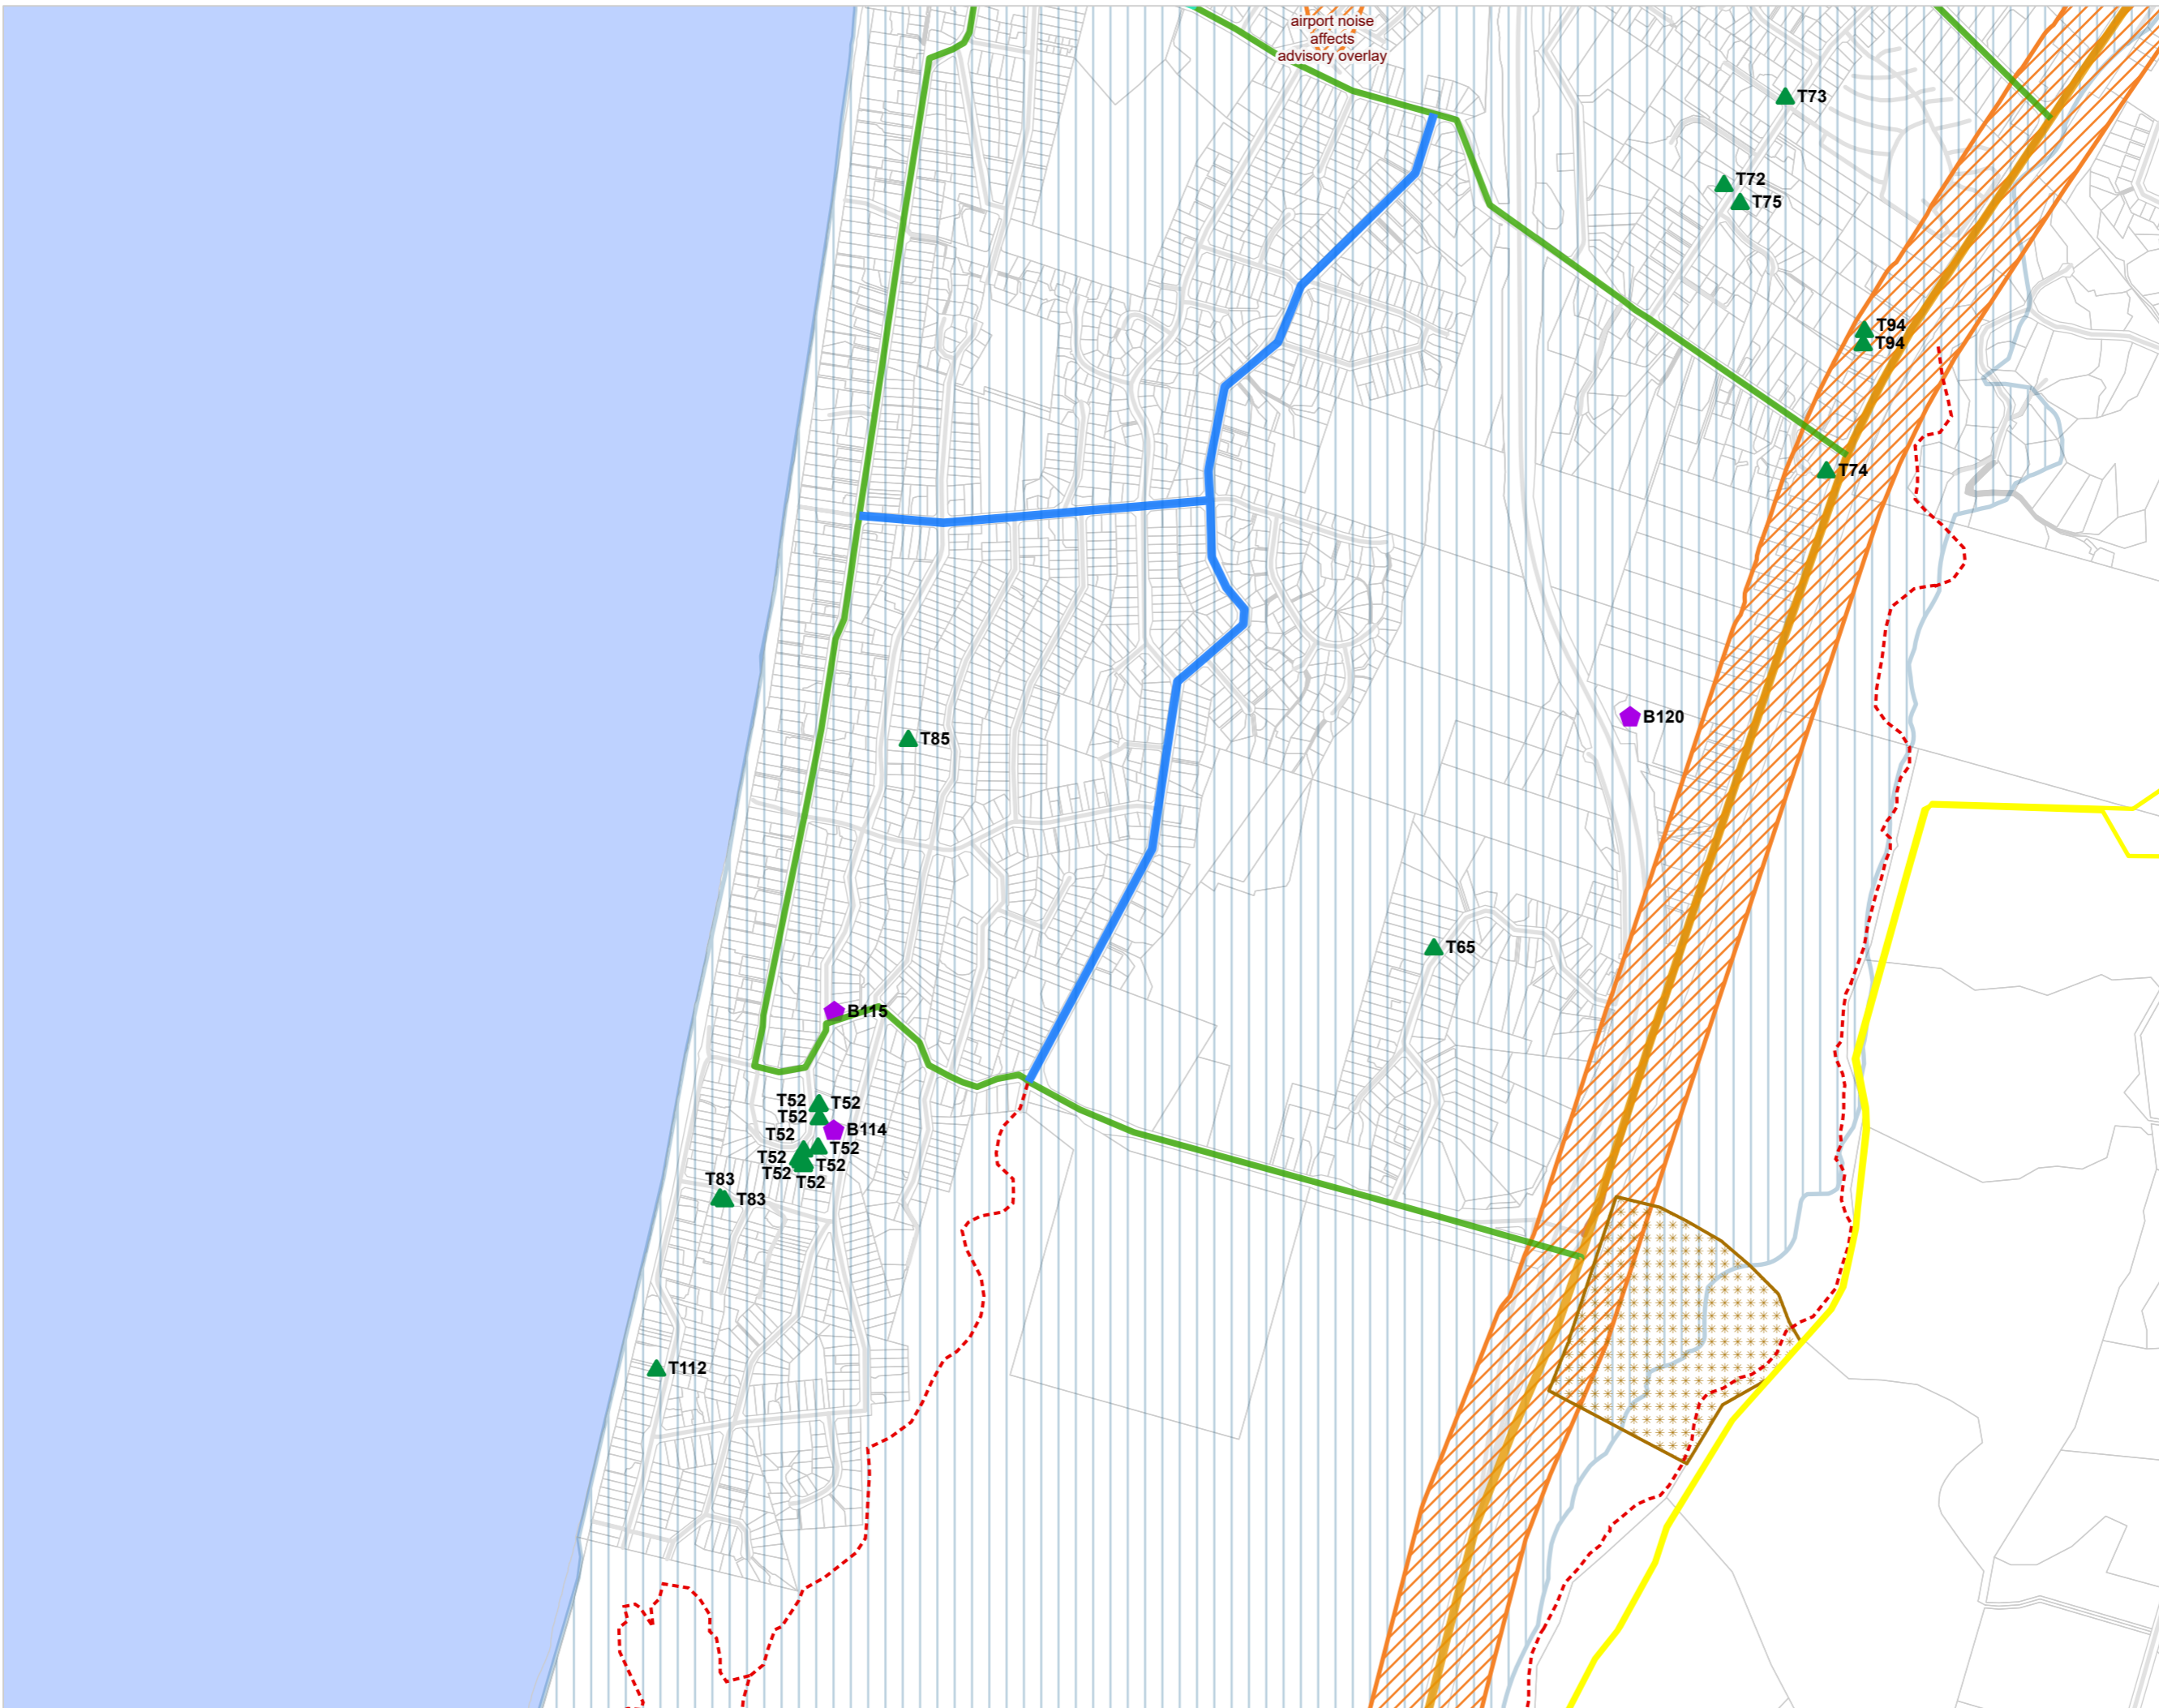 airport noise
affects
advisory overlay
T73
T72
T75
T94
T94
T74
B120
T85
T65
B115
T52 T52
T52
B114
T52
T52
T52
T52
T52
T52
T83
T83
T112